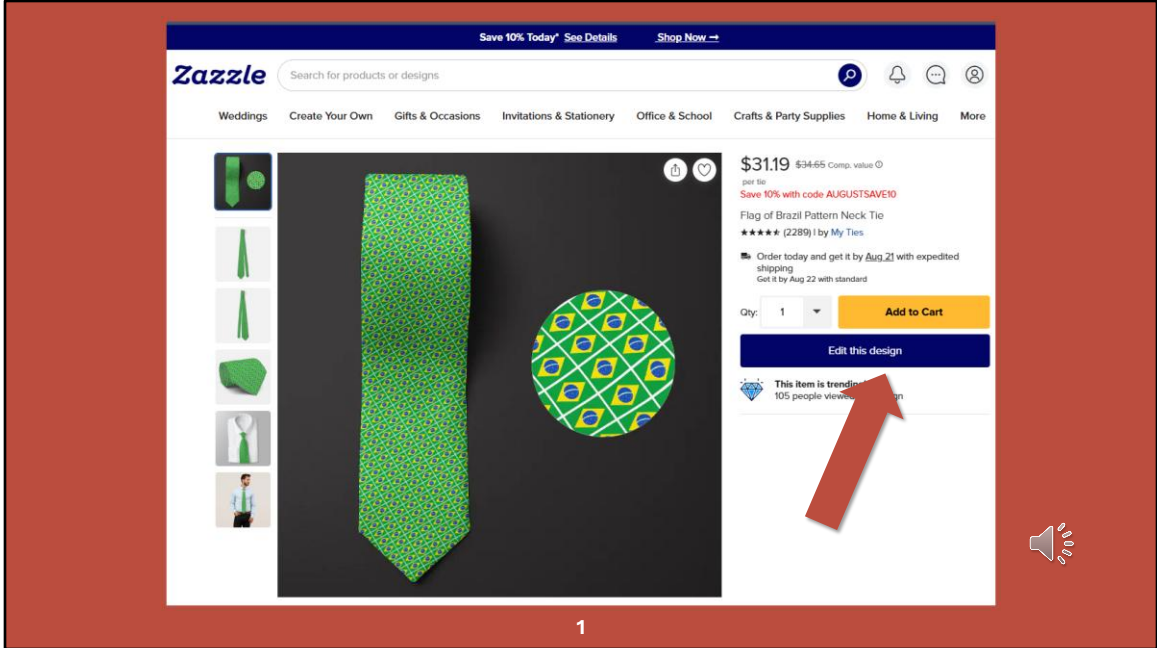 Save 10% Today* See Details Shop Now →
Zazzle Search for products or designs
Weddings Create Your Own Gifts & Occasions Invitations & Stationery Office & School Crafts & Party Supplies Home & Living More
$31.19 $34.65 Comp. value
per tie
Save 10% with code AUGUSTSAVE10
Flag of Brazil Pattern Neck Tie
★★★★★ (2289) | by My Ties
Order today and get it by Aug 21 with expedited
shipping
Get it by Aug 22 with standard
Qty: 1 Add to Cart
Edit this design
This item is
105 people
1